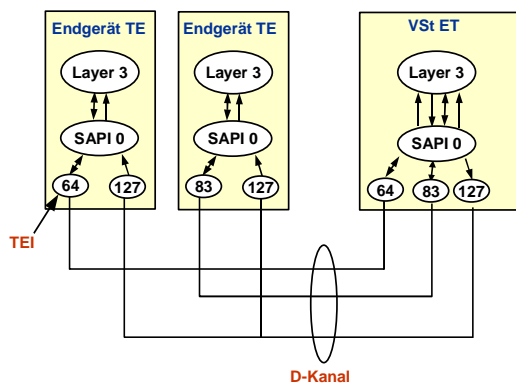 Endgerät TE
Endgerät TE
VSt ET
Layer 3
Layer 3
Layer 3
SAPI 0
SAPI 0
SAPI 0
64
127
83
127
64
83
127
TEI
D-Kanal